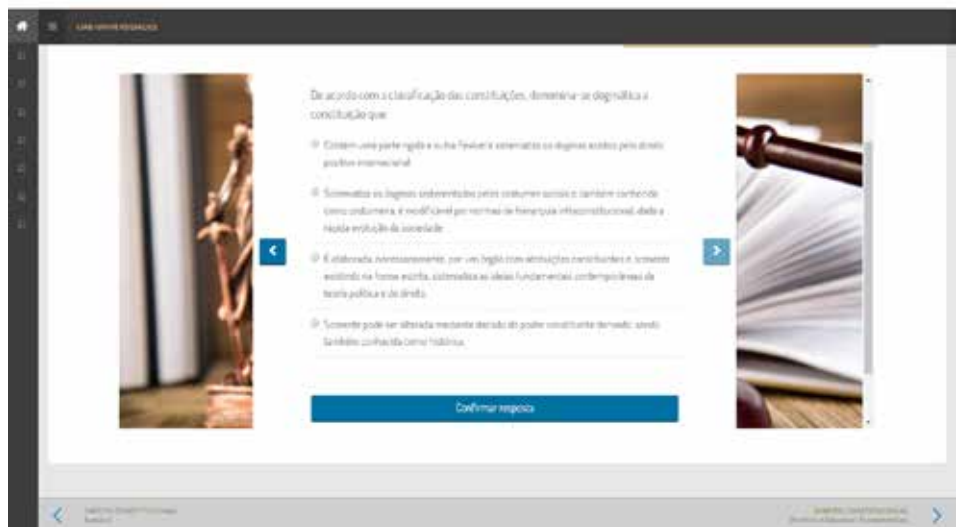 De acordo com a classificação das constituições, denomina-se dogmática a
constituição que:
Contém uma parte rígida e outra flexível e sistematiza os dogmas aceitos pelo direito
positivo internacional.
Sistematiza os dogmas sedimentados pelos costumes sociais e, também conhecida
como costumeira, é modificável por normas de hierarquia infraconstitucional, dada a
rápida evolução da sociedade.
É elaborada, necessariamente, por um órgão com atribuições constituintes e, somente
existindo na forma escrita, sistematiza as ideias fundamentais contemporâneas da
teoria política e do direito.
Somente pode ser alterada mediante decisão do poder constituinte derivado, sendo
também conhecida como histórica.
Confirmar resposta